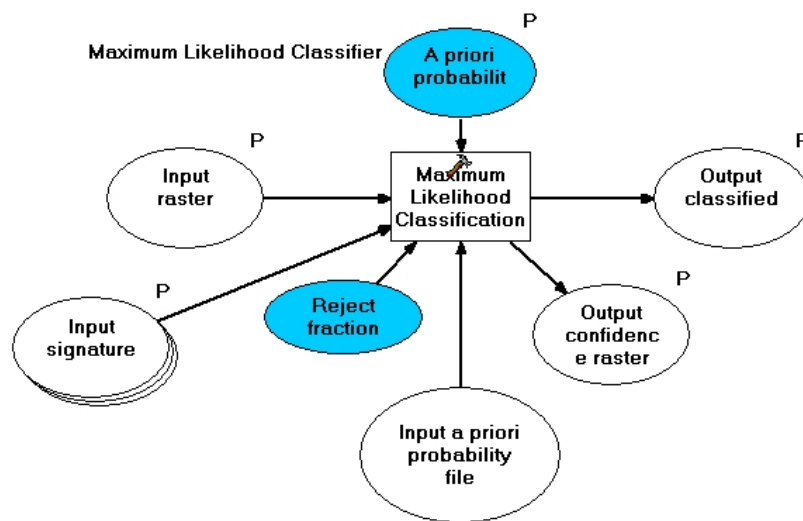 P
Maximum Likelihood Classifier
A priori
probabilit
P
Input
raster
Maximum
Likelihood
Classification
P
Output
classified
P
Input
signature
Reject
fraction
P
Output
confidenc
e raster
Input a priori
probability
file